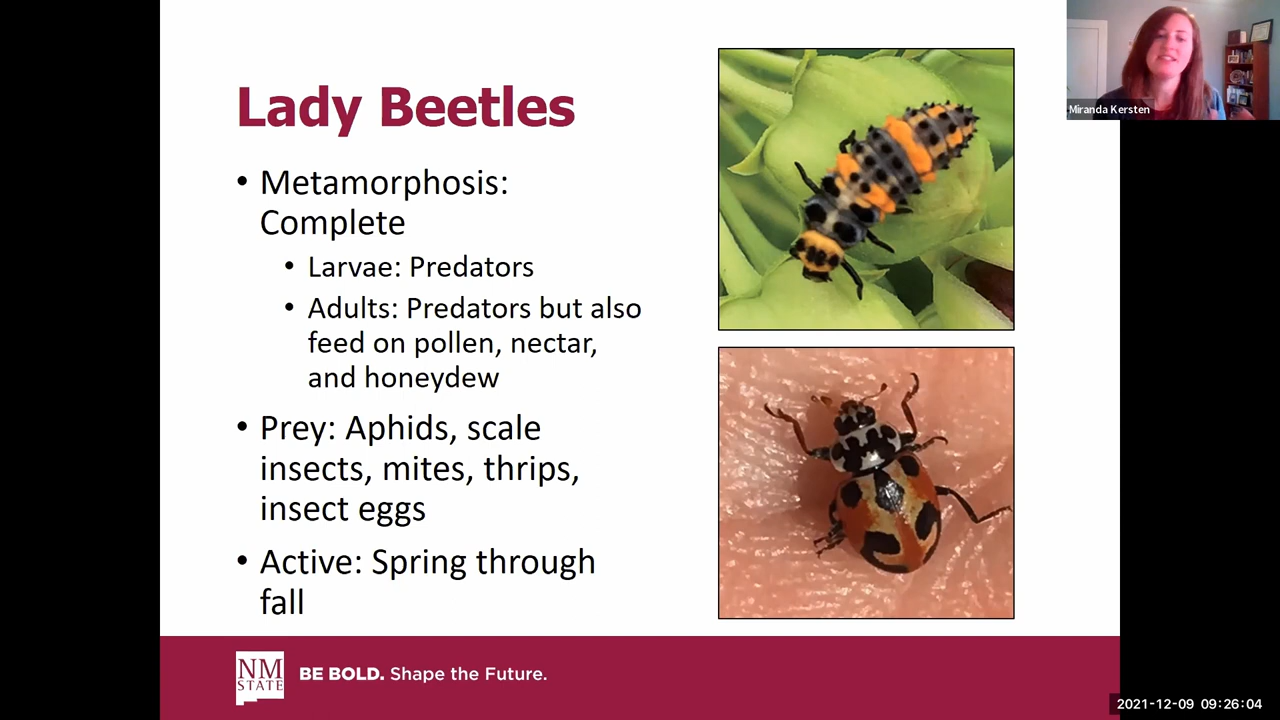 Lady Beetles
• Metamorphosis:
Complete
• Larvae: Predators
• Adults: Predators but also
feed on pollen, nectar,
and honeydew
• Prey: Aphids, scale
insects, mites, thrips,
insect eggs
• Active: Spring through
fall
NM
STATE
BE BOLD. Shape the Future.
Miranda Kersten
2021-12-09 09:26:04